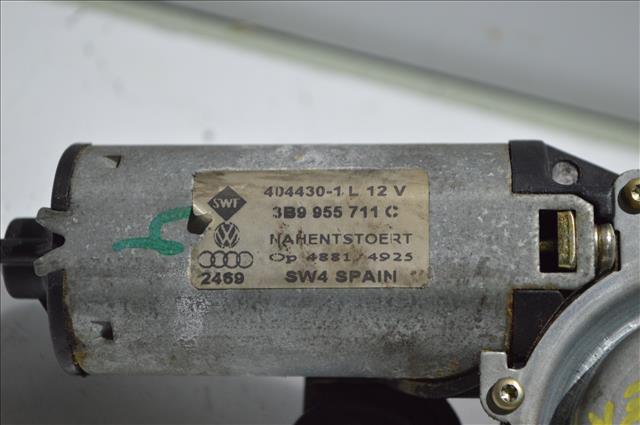 SWF 404430-1 L 12 V
3B9 955 711 C
NAHENTSTOERT
Op 4881/4925
2469 SW4 SPAIN